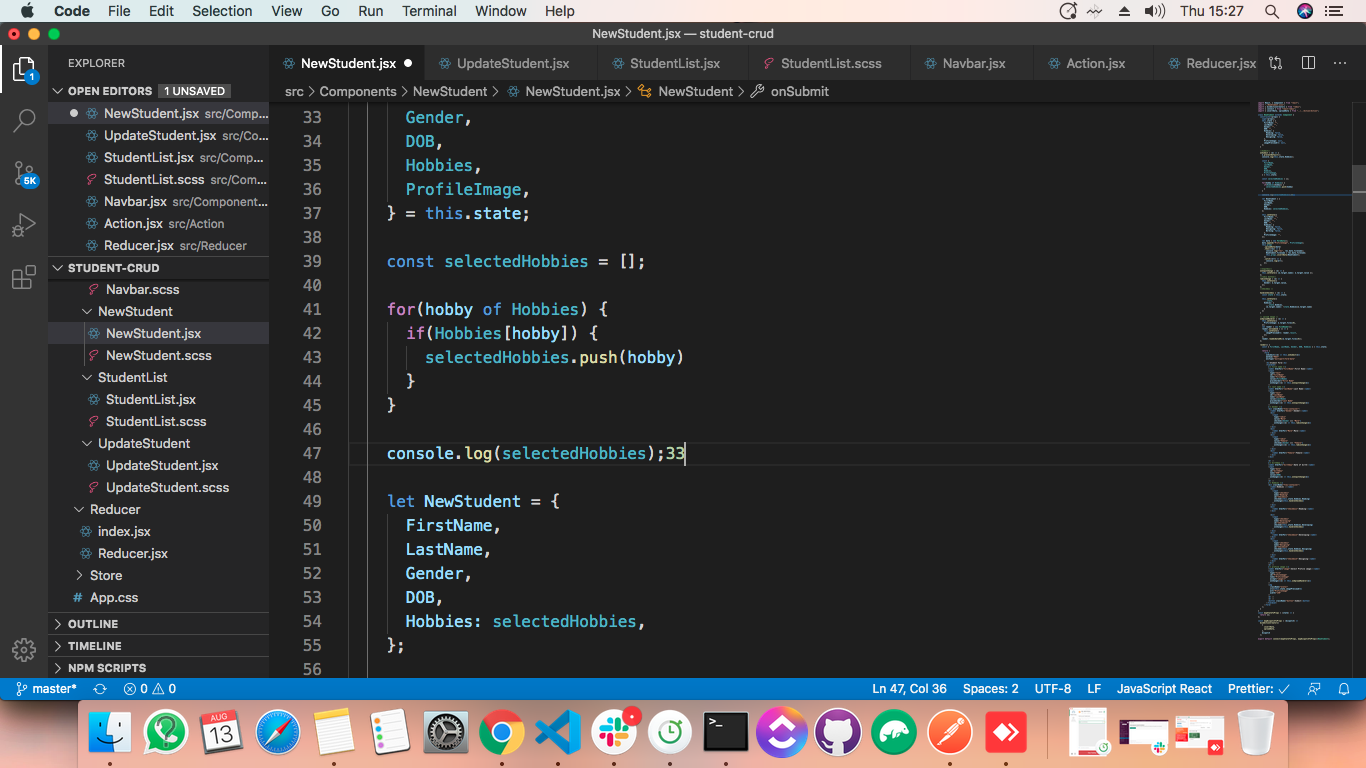 Code File Edit Selection View Go Run Terminal Window Help Thu 15:27
NewStudent.jsx — student-crud
EXPLORER
NewStudent.jsx UpdateStudent.jsx StudentList.jsx StudentList.scss Navbar.jsx Action.jsx Reducer.jsx
src > Components > NewStudent > NewStudent.jsx > NewStudent > onSubmit
1
5K
OPEN EDITORS 1 UNSAVED
NewStudent.jsx src/Comp...
UpdateStudent.jsx src/Co...
StudentList.jsx src/Comp...
StudentList.scss src/Com...
Navbar.jsx src/Component...
Action.jsx src/Action
Reducer.jsx src/Reducer
STUDENT-CRUD
Navbar.scss
NewStudent
NewStudent.jsx
NewStudent.scss
StudentList
StudentList.jsx
StudentList.scss
UpdateStudent
UpdateStudent.jsx
UpdateStudent.scss
Reducer
index.jsx
Reducer.jsx
Store
App.css
OUTLINE
TIMELINE
NPM SCRIPTS
33 Gender,
34 DOB,
35 Hobbies,
36 ProfileImage,
37 } = this.state;
38
39 const selectedHobbies = [];
40
41 for(hobby of Hobbies) {
42 if(Hobbies[hobby]) {
43 selectedHobbies.push(hobby)
44 }
45 }
46
47 console.log(selectedHobbies);33
48
49 let NewStudent = {
50 FirstName,
51 LastName,
52 Gender,
53 DOB,
54 Hobbies: selectedHobbies,
55 };
56
master* 0 0 Ln 47, Col 36 Spaces: 2 UTF-8 LF JavaScript React Prettier: ✓
AUG
13
>_